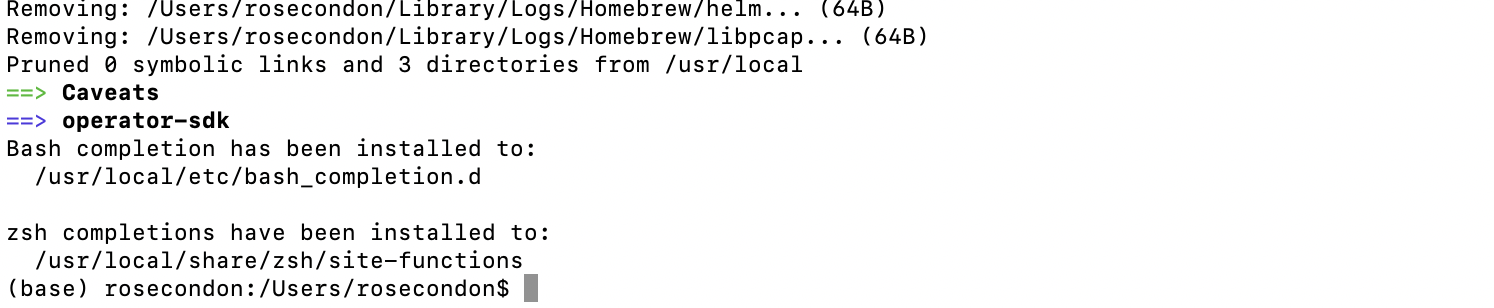 Removing: /Users/rosecondon/Library/Logs/Homebrew/helm... (64B)
Removing: /Users/rosecondon/Library/Logs/Homebrew/libpcap... (64B)
Pruned 0 symbolic links and 3 directories from /usr/local
==> Caveats
==> operator-sdk
Bash completion has been installed to:
  /usr/local/etc/bash_completion.d

zsh completions have been installed to:
  /usr/local/share/zsh/site-functions
(base) rosecondon:/Users/rosecondon$